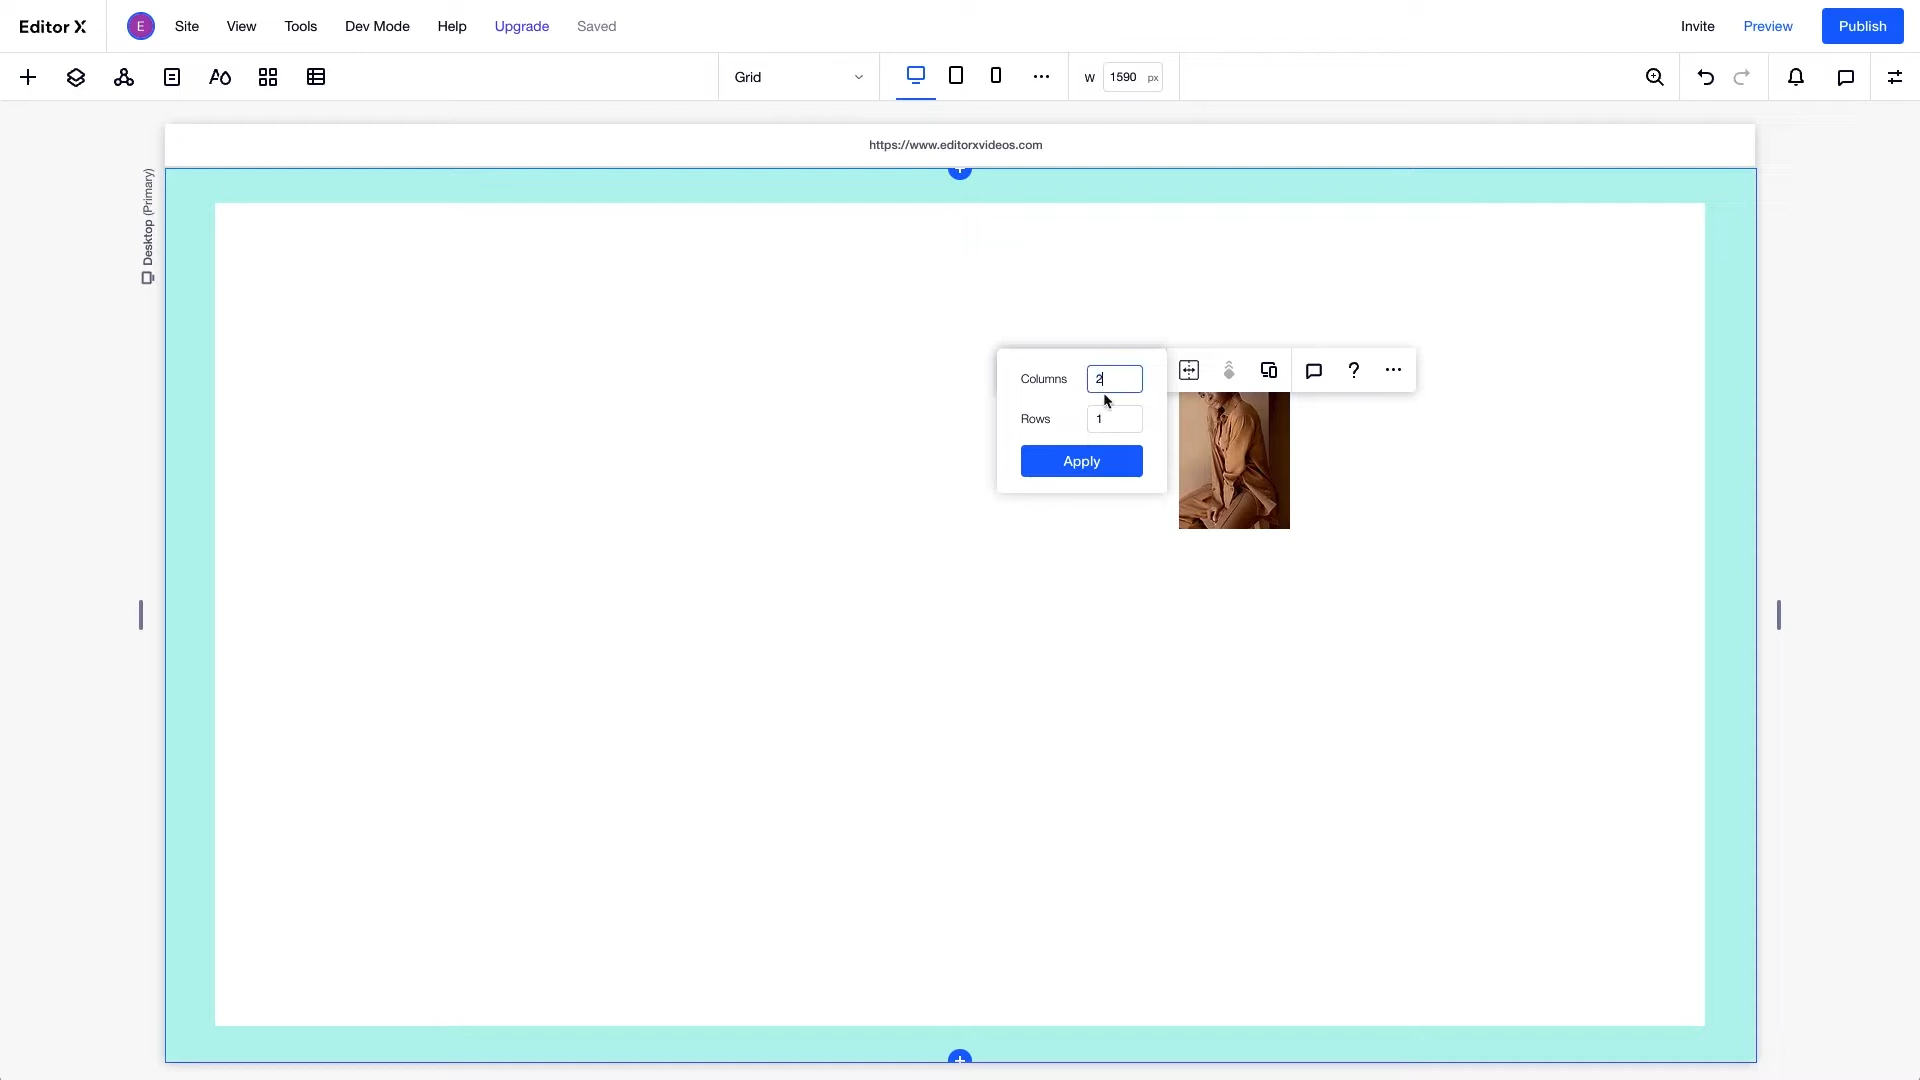 Editor X
E
Site
View
Tools
Dev Mode
Help
Upgrade
Saved
Invite
Preview
Publish
Grid
W
1590 px
https://www.editorxvideos.com
Desktop (Primary)
Columns
2
Rows
1
Apply